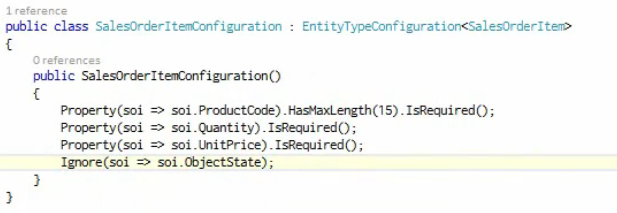 1 reference
public class SalesOrderItemConfiguration : EntityTypeConfiguration<SalesOrderItem>
{
0 references
public SalesOrderItemConfiguration()
{
Property(soi => soi.ProductCode).HasMaxLength(15).IsRequired();
Property(soi => soi.Quantity).IsRequired();
Property(soi => soi.UnitPrice).IsRequired();
Ignore(soi => soi.ObjectState);
}
}